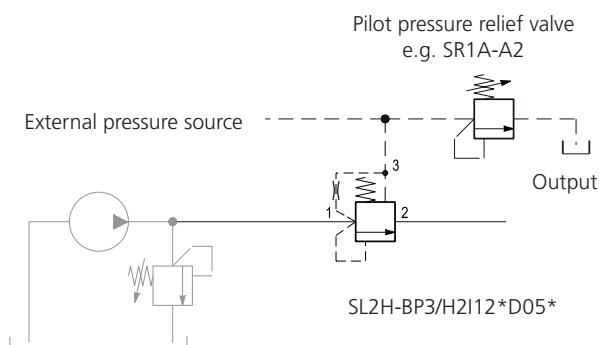 Pilot pressure relief valve
e.g. SR1A-A2
External pressure source
3
Output
1
2
SL2H-BP3/H2I12*D05*